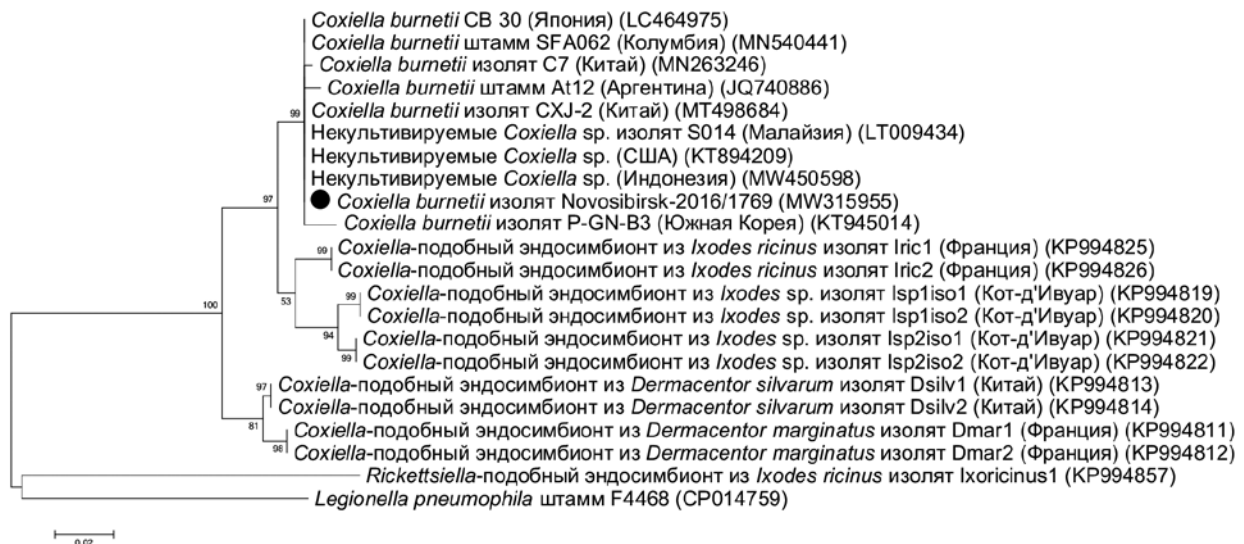 Coxiella burnetii CB 30 (Япония) (LC464975)
Coxiella burnetii штамм SFA062 (Колумбия) (MN540441)
Coxiella burnetii изолят C7 (Китай) (MN263246)
Coxiella burnetii штамм At12 (Аргентина) (JQ740886)
99 Coxiella burnetii изолят CXJ-2 (Китай) (MT498684)
Некультивируемые Coxiella sp. изолят S014 (Малайзия) (LT009434)
Некультивируемые Coxiella sp. (США) (KT894209)
Некультивируемые Coxiella sp. (Индонезия) (MW450598)
97 Coxiella burnetii изолят Novosibirsk-2016/1769 (MW315955)
Coxiella burnetii изолят P-GN-B3 (Южная Корея) (KT945014)
99 Coxiella-подобный эндосимбионт из Ixodes ricinus изолят Iric1 (Франция) (KP994825)
Coxiella-подобный эндосимбионт из Ixodes ricinus изолят Iric2 (Франция) (KP994826)
53 99 Coxiella-подобный эндосимбионт из Ixodes sp. изолят Isp1iso1 (Кот-д'Ивуар) (KP994819)
100 Coxiella-подобный эндосимбионт из Ixodes sp. изолят Isp1iso2 (Кот-д'Ивуар) (KP994820)
94 Coxiella-подобный эндосимбионт из Ixodes sp. изолят Isp2iso1 (Кот-д'Ивуар) (KP994821)
99 Coxiella-подобный эндосимбионт из Ixodes sp. изолят Isp2iso2 (Кот-д'Ивуар) (KP994822)
97 Coxiella-подобный эндосимбионт из Dermacentor silvarum изолят Dsilv1 (Китай) (KP994813)
Coxiella-подобный эндосимбионт из Dermacentor silvarum изолят Dsilv2 (Китай) (KP994814)
81 Coxiella-подобный эндосимбионт из Dermacentor marginatus изолят Dmar1 (Франция) (KP994811)
98 Coxiella-подобный эндосимбионт из Dermacentor marginatus изолят Dmar2 (Франция) (KP994812)
Rickettsiella-подобный эндосимбионт из Ixodes ricinus изолят Ixoricinus1 (KP994857)
Legionella pneumophila штамм F4468 (CP014759)
0.02